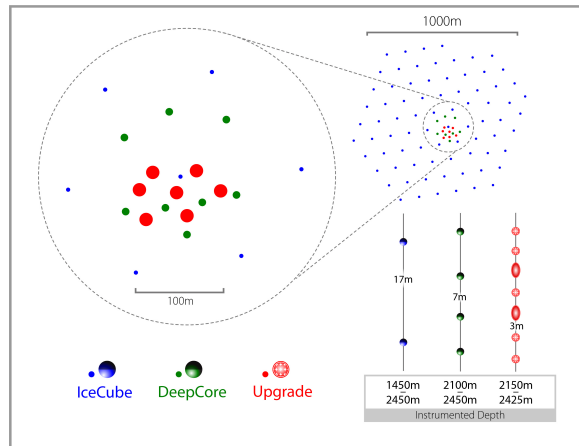 1000m
100m
17m
7m
3m
IceCube
DeepCore
Upgrade
1450m
–
2450m
2100m
–
2450m
2150m
–
2425m
Instrumented Depth